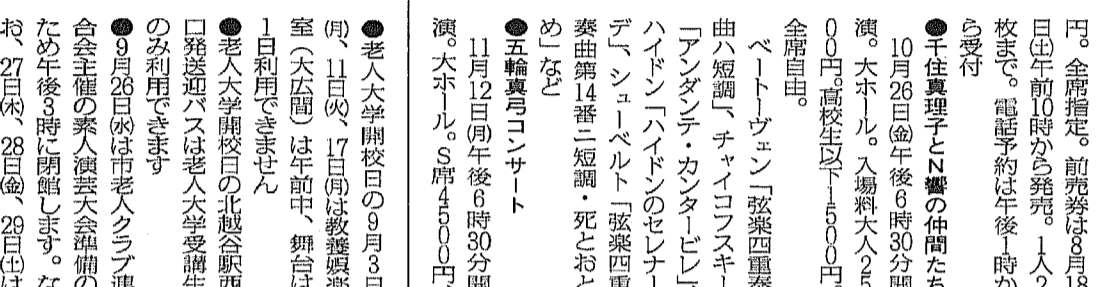 円。全席指定。前売券は8月18
日(土)午前10時から発売。1人2
枚まで。電話予約は午後1時か
ら受付
●千住真理子とN響の仲間たち
10月26日(金)午後6時30分開
演。大ホール。入場料大人25
00円。高校生以下1500円。
全席自由。
ベートーヴェン「弦楽四重奏
曲ハ短調」、チャイコフスキー
「アンダンテ・カンタービレ」、
ハイドン「ハイドンのセレナー
デ」、シューベルト「弦楽四重
奏曲第14番ニ短調・死とおと
め」など
●五輪真弓コンサート
11月12日(月)午後6時30分開
演。大ホール。S席4500円、
●老人大学開校日の9月3日
(月)、11日(火)、17日(月)は教養娯楽
室(大広間)は午前中、舞台は
1日利用できません
●老人大学開校日の北越谷駅西
口発送迎バスは老人大学受講生
のみ利用できます
●9月26日(水)は市老人クラブ連
合会主催の素人演芸大会準備の
ため午後3時に閉館します。な
お、27日(木)、28日(金)、29日(土)は